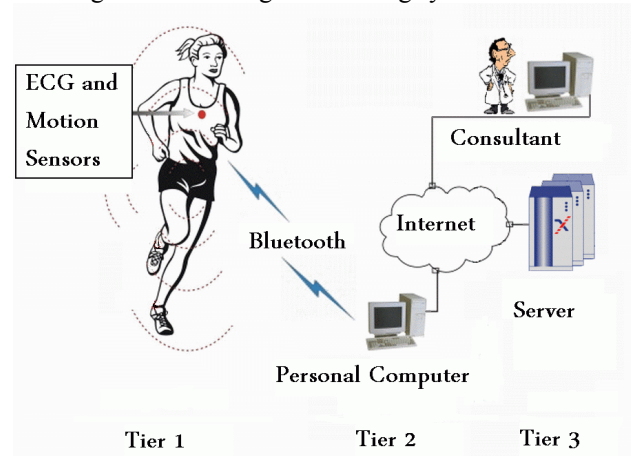 ECG and
Motion
Sensors
Consultant
Internet
Bluetooth
Server
Personal Computer
Tier 1
Tier 2
Tier 3